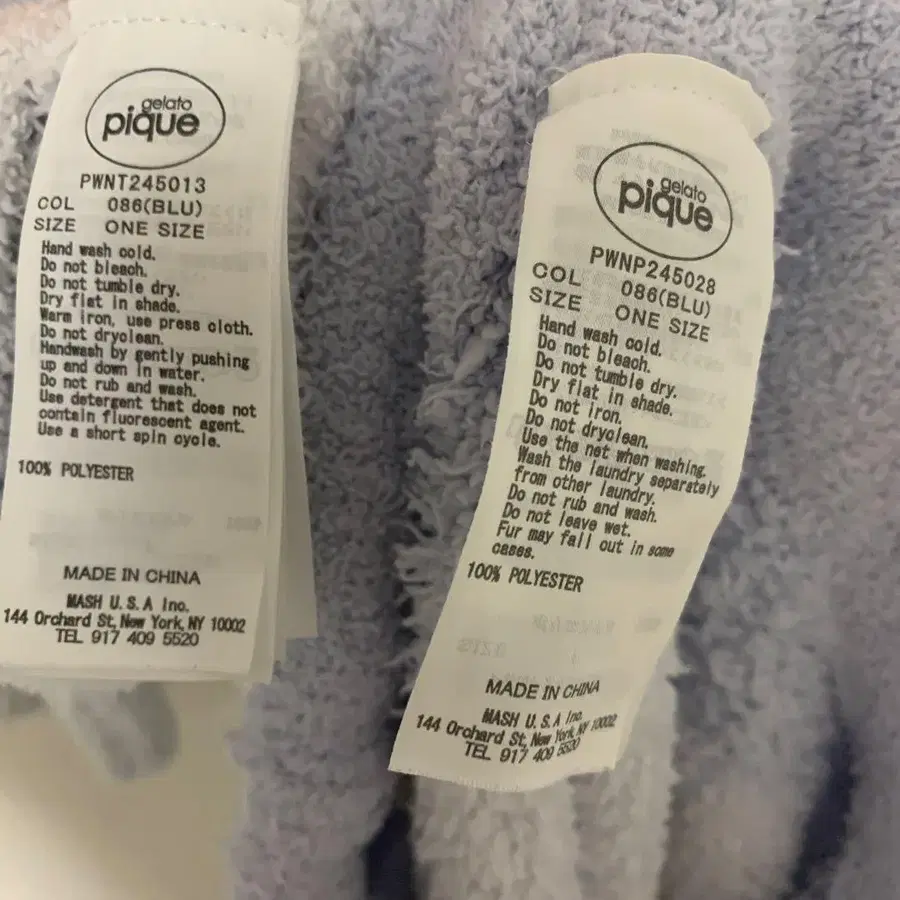 gelato
pique
PWNT245013
COL 086(BLU)
SIZE ONE SIZE
Hand wash cold.
Do not bleach.
Do not tumble dry.
Dry flat in shade.
Warm iron, use press cloth.
Do not dryclean.
Handwash by gently pushing
up and down in water.
Do not rub and wash.
Use detergent that does not
contain fluorescent agent.
Use a short spin cycle.
100% POLYESTER
MADE IN CHINA
MASH U.S.A Inc.
144 Orchard St, New York, NY 10002
TEL 917 409 5520
gelato
pique
PWNP245028
COL 086(BLU)
SIZE ONE SIZE
Hand wash cold.
Do not bleach.
Do not tumble dry.
Dry flat in shade.
Do not iron.
Do not dryclean.
Use the net when washing.
Wash the laundry separately
from other laundry.
Do not rub and wash.
Do not leave wet.
Fur may fall out in some
cases.
100% POLYESTER
MADE IN CHINA
MASH U.S.A Inc.
144 Orchard St, New York, NY 10002
TEL 917 409 5520